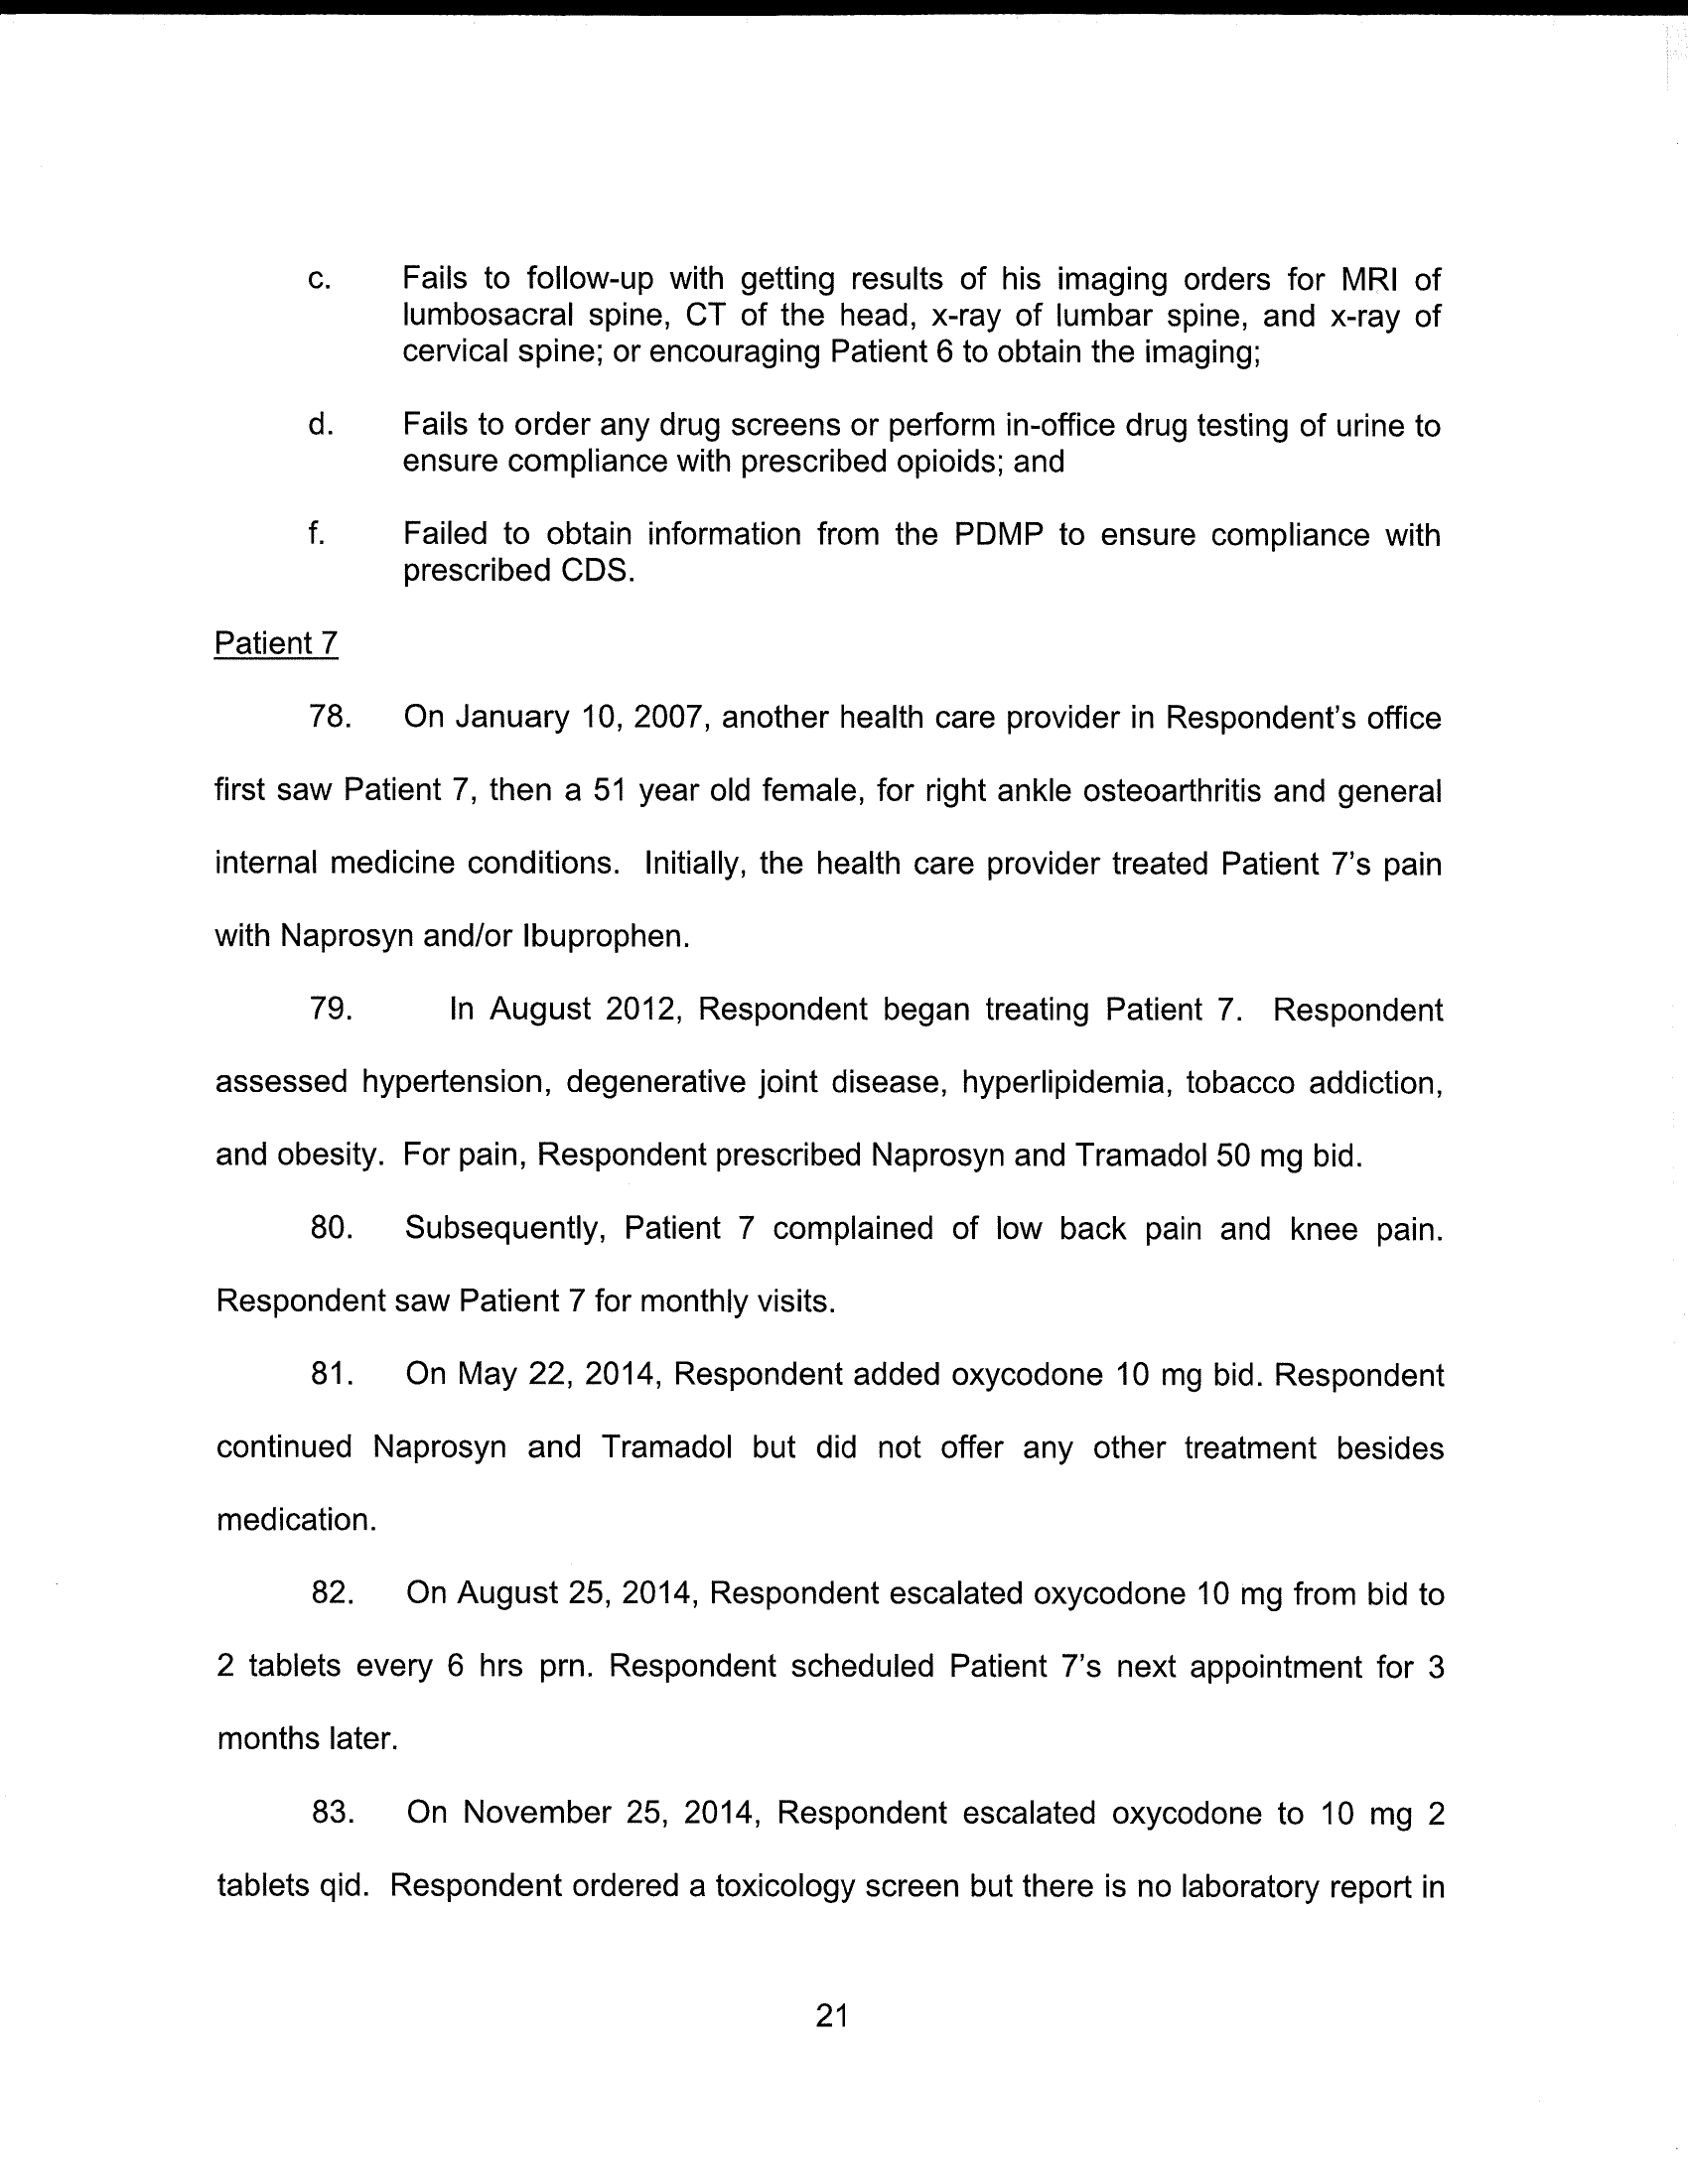 c. Fails to follow-up with getting results of his imaging orders for MRI of
lumbosacral spine, CT of the head, x-ray of lumbar spine, and x-ray of
cervical spine; or encouraging Patient 6 to obtain the imaging;
d. Fails to order any drug screens or perform in-office drug testing of urine to
ensure compliance with prescribed opioids; and
f. Failed to obtain information from the PDMP to ensure compliance with
prescribed CDS.
Patient 7
78. On January 10, 2007, another health care provider in Respondent's office
first saw Patient 7, then a 51 year old female, for right ankle osteoarthritis and general
internal medicine conditions. Initially, the health care provider treated Patient 7's pain
with Naprosyn and/or Ibuprophen.
79. In August 2012, Respondent began treating Patient 7. Respondent
assessed hypertension, degenerative joint disease, hyperlipidemia, tobacco addiction,
and obesity. For pain, Respondent prescribed Naprosyn and Tramadol 50 mg bid.
80. Subsequently, Patient 7 complained of low back pain and knee pain.
Respondent saw Patient 7 for monthly visits.
81. On May 22, 2014, Respondent added oxycodone 10 mg bid. Respondent
continued Naprosyn and Tramadol but did not offer any other treatment besides
medication.
82. On August 25, 2014, Respondent escalated oxycodone 10 mg from bid to
2 tablets every 6 hrs prn. Respondent scheduled Patient 7's next appointment for 3
months later.
83. On November 25, 2014, Respondent escalated oxycodone to 10 mg 2
tablets qid. Respondent ordered a toxicology screen but there is no laboratory report in
21